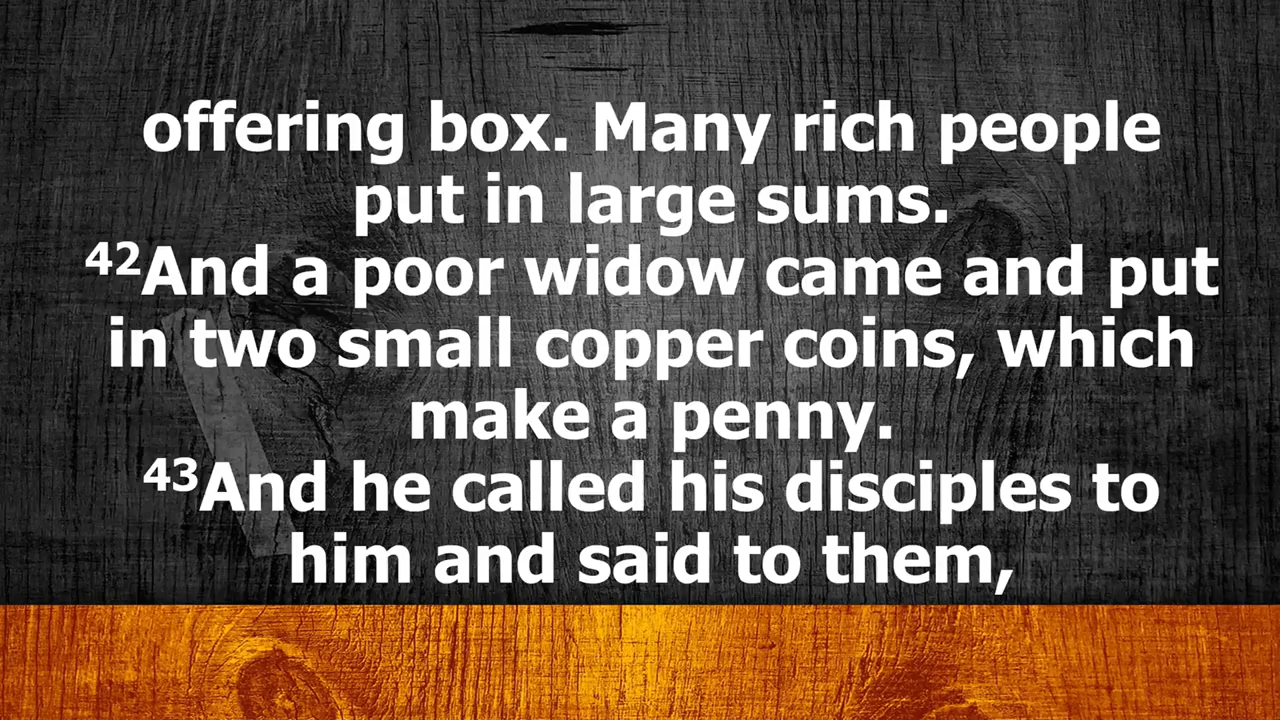 offering box. Many rich people
put in large sums.
42And a poor widow came and put
in two small copper coins, which
make a penny.
43And he called his disciples to
him and said to them,